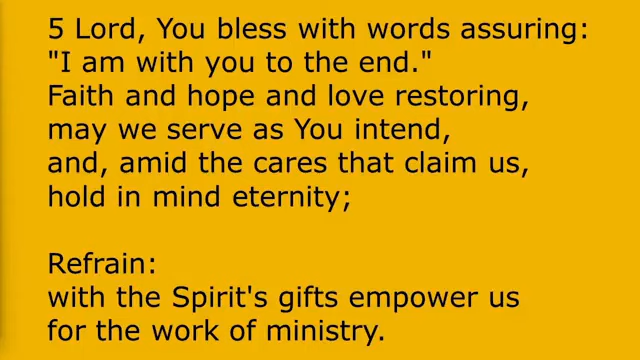 5 Lord, You bless with words assuring:
"I am with you to the end."
Faith and hope and love restoring,
may we serve as You intend,
and, amid the cares that claim us,
hold in mind eternity;
Refrain:
with the Spirit's gifts empower us
for the work of ministry.